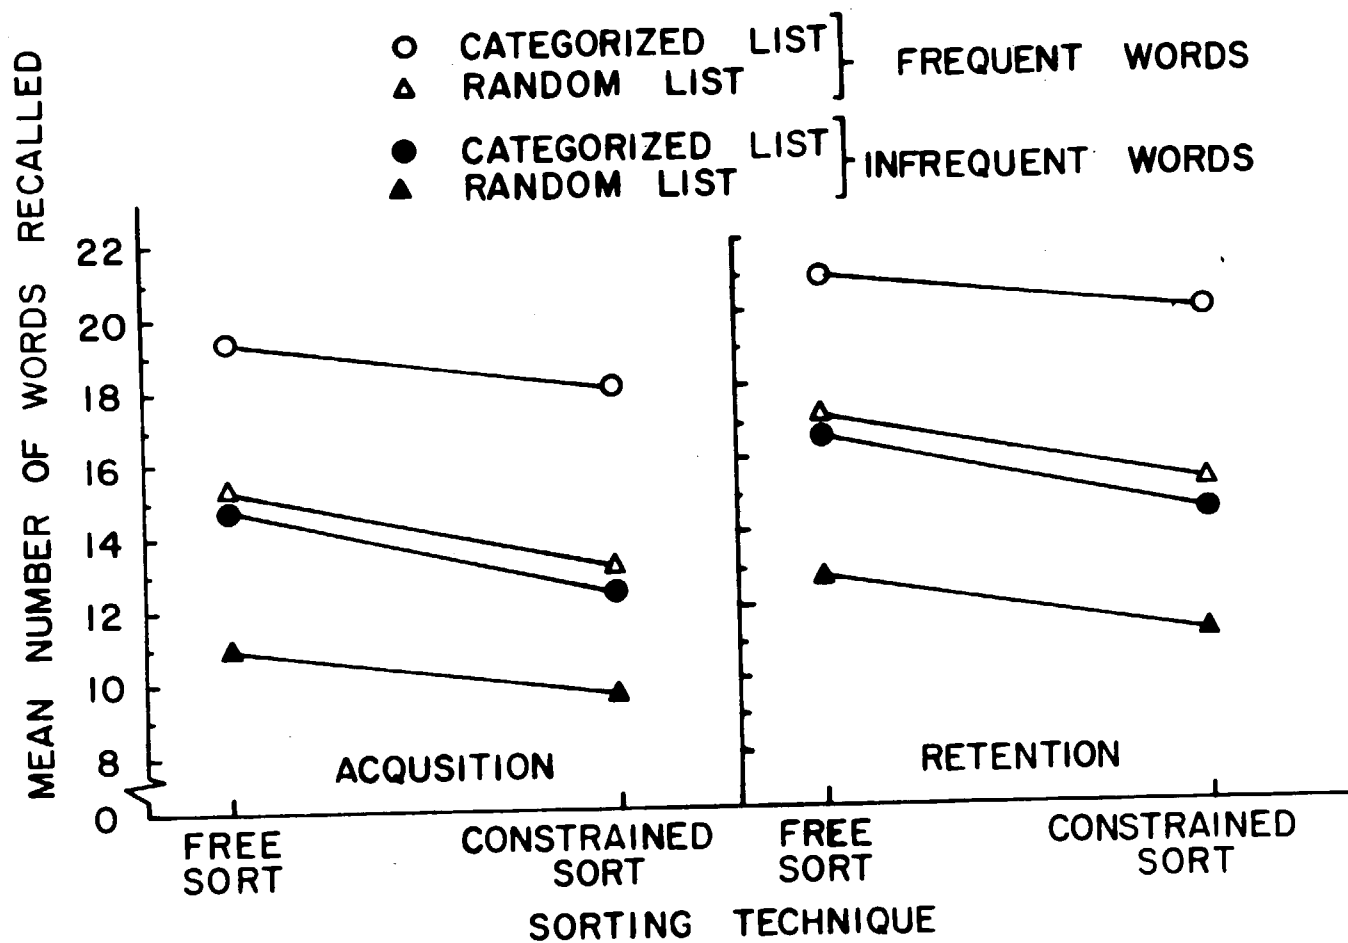 CATEGORIZED LIST
RANDOM LIST
FREQUENT WORDS
CATEGORIZED LIST
RANDOM LIST
INFREQUENT WORDS
MEAN NUMBER OF WORDS RECALLED
22
20
18
16
14
12
10
8
0
ACQUSITION
RETENTION
FREE SORT
CONSTRAINED SORT
FREE SORT
CONSTRAINED SORT
SORTING TECHNIQUE